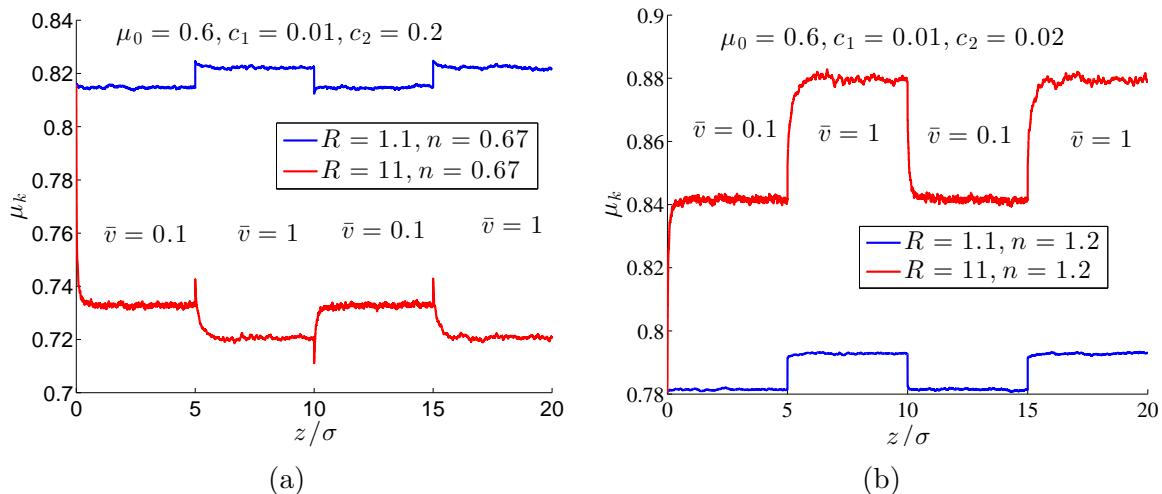 μ₀ = 0.6, c₁ = 0.01, c₂ = 0.2
0.84
0.82
0.8
0.78
0.76
0.74
0.72
0.7
μₖ
R = 1.1, n = 0.67
R = 11, n = 0.67
v̄ = 0.1
v̄ = 1
v̄ = 0.1
v̄ = 1
0
5
10
15
20
z/σ
(a)
μ₀ = 0.6, c₁ = 0.01, c₂ = 0.02
0.9
0.88
0.86
0.84
0.82
0.8
0.78
μₖ
v̄ = 0.1
v̄ = 1
v̄ = 0.1
v̄ = 1
R = 1.1, n = 1.2
R = 11, n = 1.2
0
5
10
15
20
z/σ
(b)